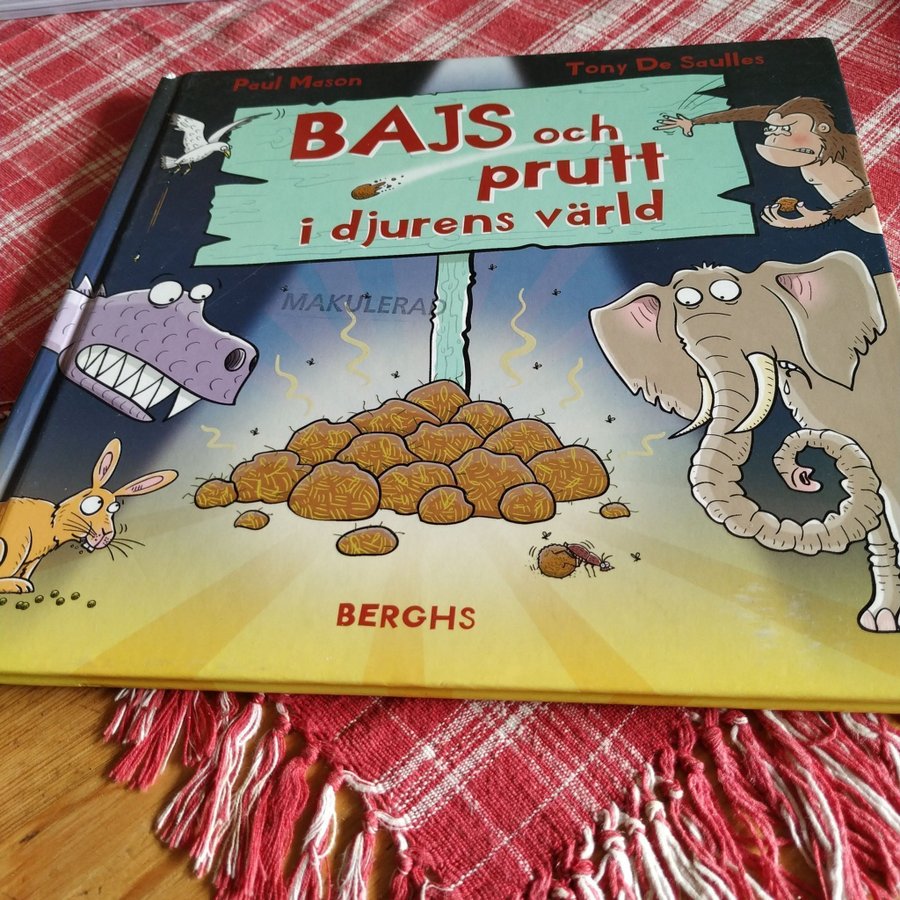 Paul Mason
Tony De Saulles
BAJS och
prutt
i djurens värld
MAKULERAD
BERGHS